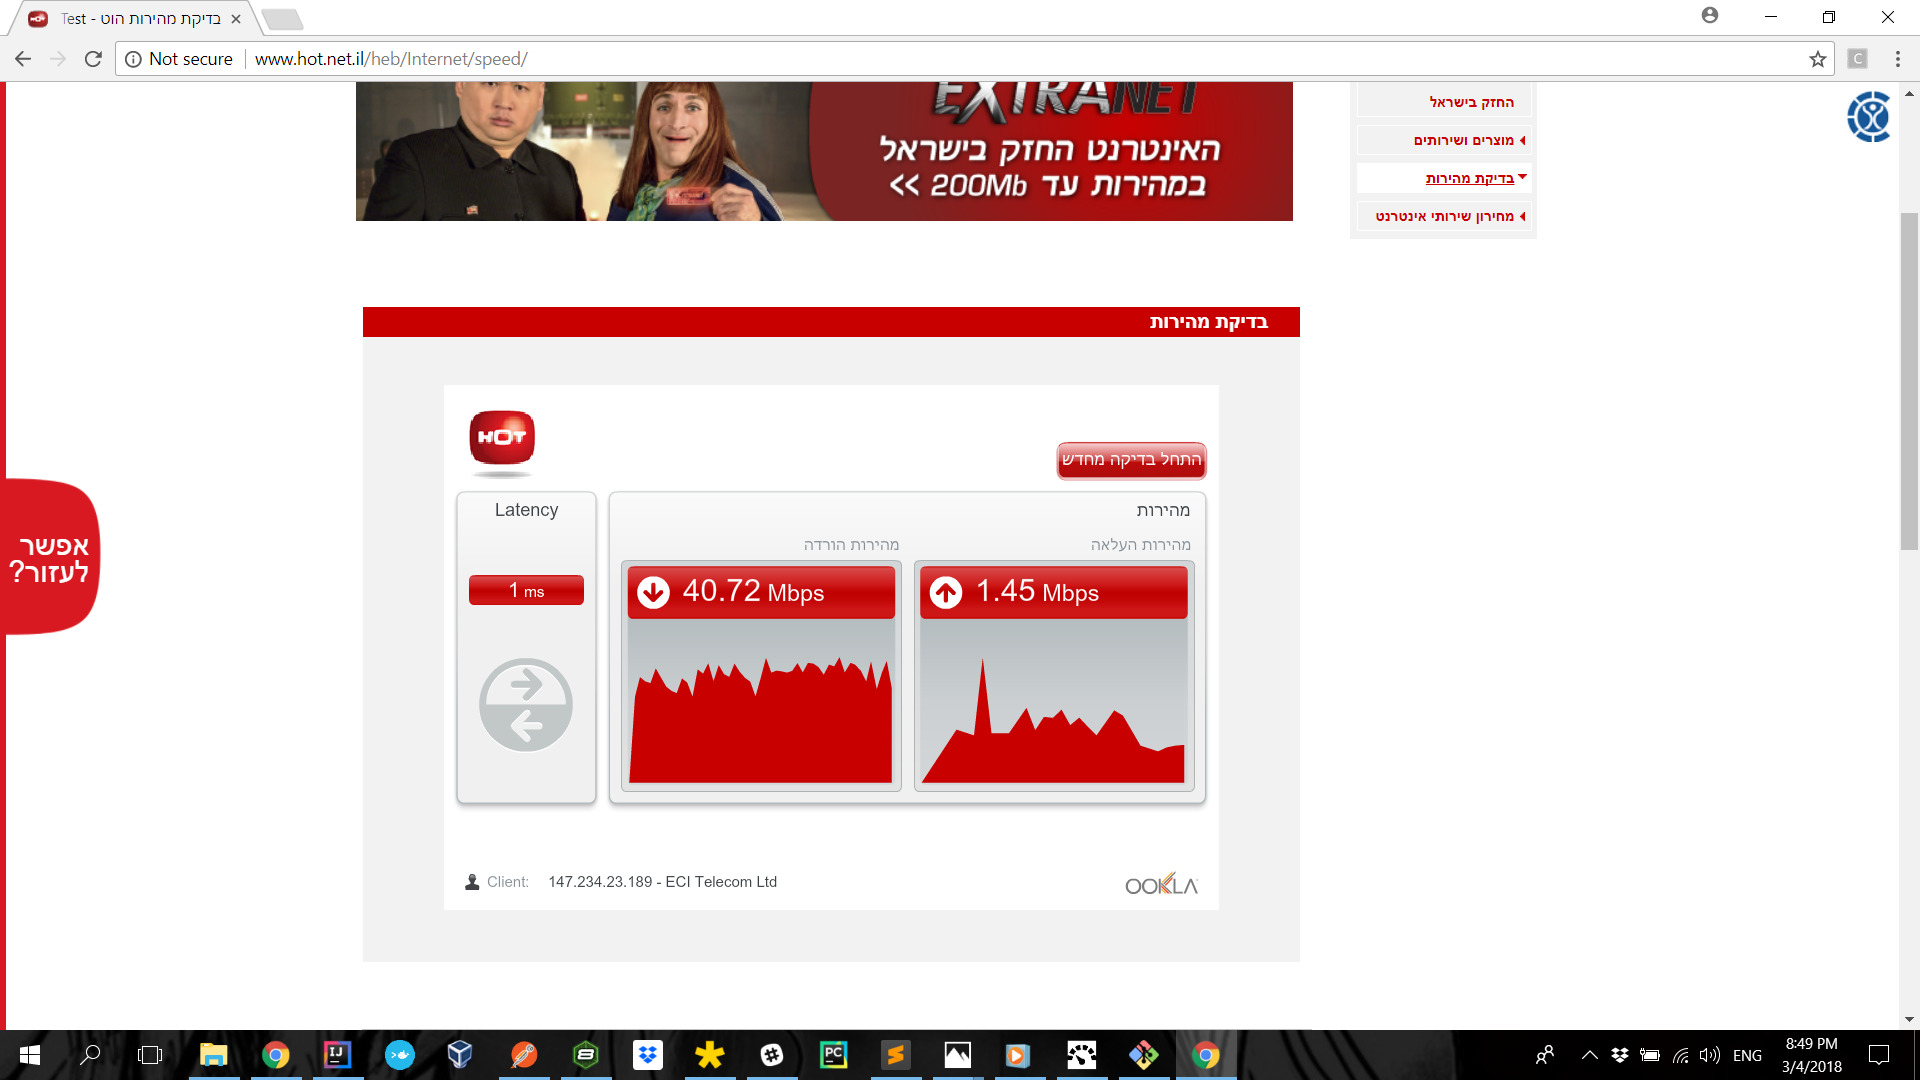 Test - בדיקת מהירות הוט
Not secure
www.hot.net.il/heb/Internet/speed/
C
EXTRANET
האינטרנט החזק בישראל
במהירות עד 200Mb >>
החזק בישראל
מוצרים ושירותים
בדיקת מהירות
מחירון שירותי אינטרנט
בדיקת מהירות
HOT
התחל בדיקה מחדש
Latency
מהירות
מהירות הורדה
מהירות העלאה
1 ms
40.72 Mbps
1.45 Mbps
אפשר
לעזור?
Client: 147.234.23.189 - ECI Telecom Ltd
OOKLA
IJ
PC
ENG
8:49 PM
3/4/2018